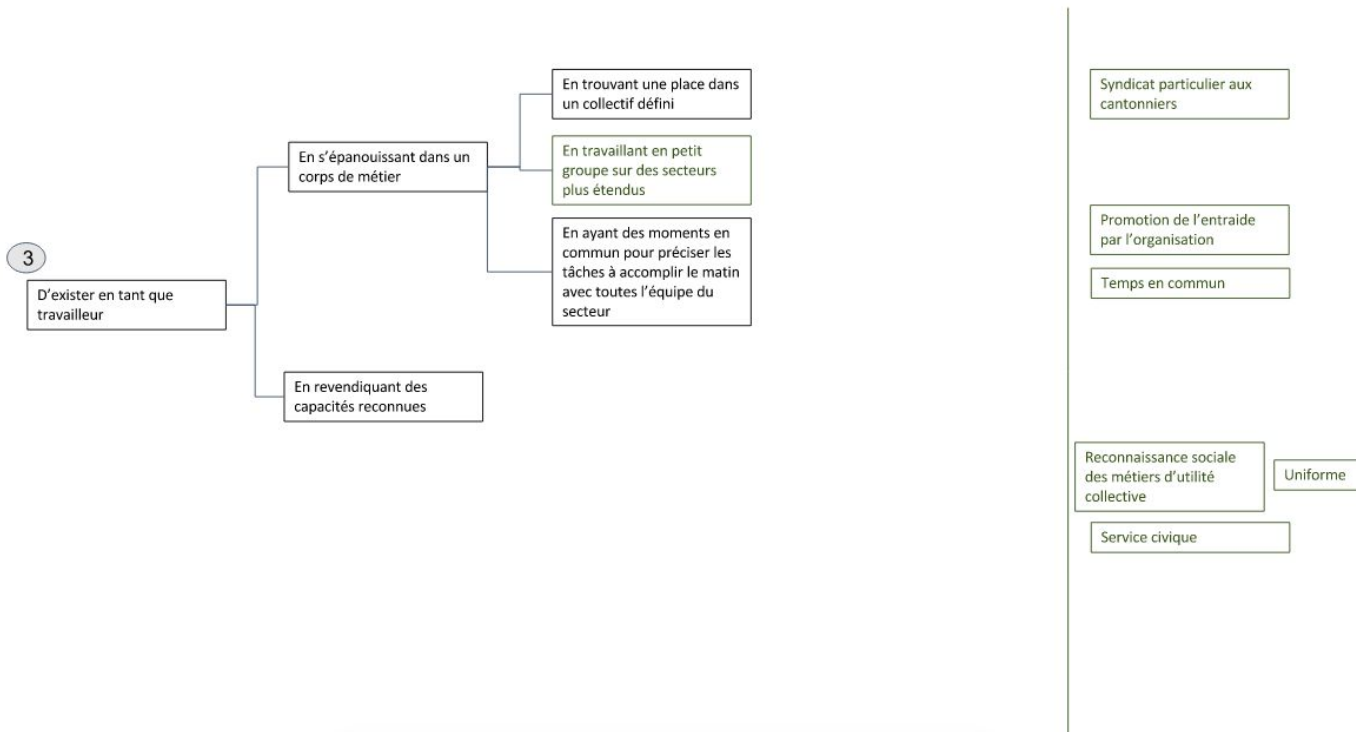 3
D'exister en tant que
travailleur
En s'épanouissant dans un
corps de métier
En revendiquant des
capacités reconnues
En trouvant une place dans
un collectif défini
En travaillant en petit
groupe sur des secteurs
plus étendus
En ayant des moments en
commun pour préciser les
tâches à accomplir le matin
avec toutes l'équipe du
secteur
Syndicat particulier aux
cantonniers
Promotion de l'entraide
par l'organisation
Temps en commun
Reconnaissance sociale
des métiers d'utilité
collective
Uniforme
Service civique